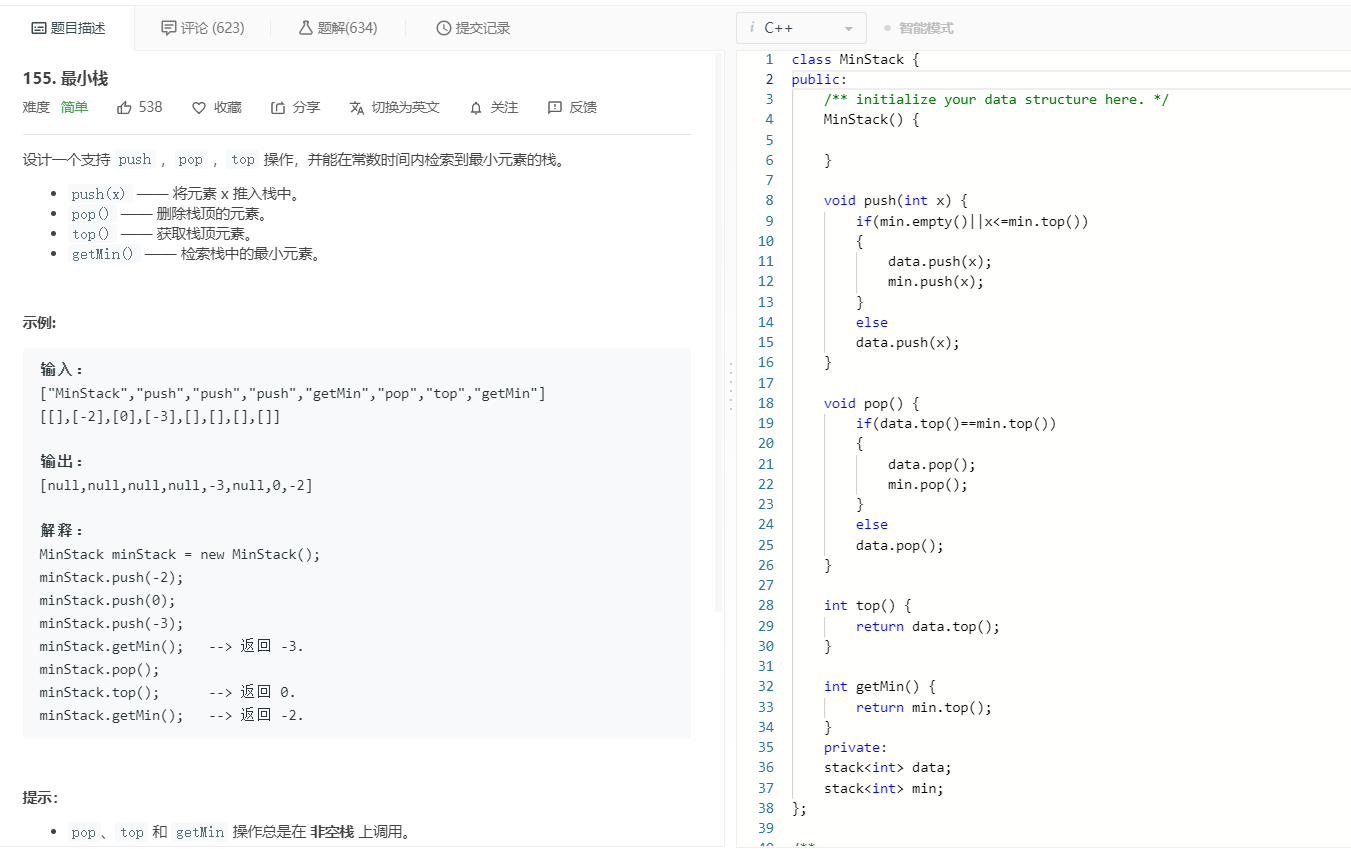 题目描述 评论 (623) 题解(634) 提交记录
155. 最小栈
难度 简单 538 收藏 分享 切换为英文 关注 反馈
设计一个支持 push ，pop ，top 操作，并能在常数时间内检索到最小元素的栈。
• push(x) —— 将元素 x 推入栈中。
• pop() —— 删除栈顶的元素。
• top() —— 获取栈顶元素。
• getMin() —— 检索栈中的最小元素。
示例:
输入：
["MinStack","push","push","push","getMin","pop","top","getMin"]
[[],[-2],[0],[-3],[],[],[],[]]
输出：
[null,null,null,null,-3,null,0,-2]
解释：
MinStack minStack = new MinStack();
minStack.push(-2);
minStack.push(0);
minStack.push(-3);
minStack.getMin();   --> 返回 -3.
minStack.pop();
minStack.top();      --> 返回 0.
minStack.getMin();   --> 返回 -2.
提示：
• pop、top 和 getMin 操作总是在 非空栈 上调用。
i C++ 智能模式
1 class MinStack {
2 public:
3     /** initialize your data structure here. */
4     MinStack() {
5
6     }
7
8     void push(int x) {
9         if(min.empty()||x<=min.top())
10         {
11             data.push(x);
12             min.push(x);
13         }
14         else
15         data.push(x);
16     }
17
18     void pop() {
19         if(data.top()==min.top())
20         {
21             data.pop();
22             min.pop();
23         }
24         else
25         data.pop();
26     }
27
28     int top() {
29         return data.top();
30     }
31
32     int getMin() {
33         return min.top();
34     }
35     private:
36     stack<int> data;
37     stack<int> min;
38 };
39
40 /**